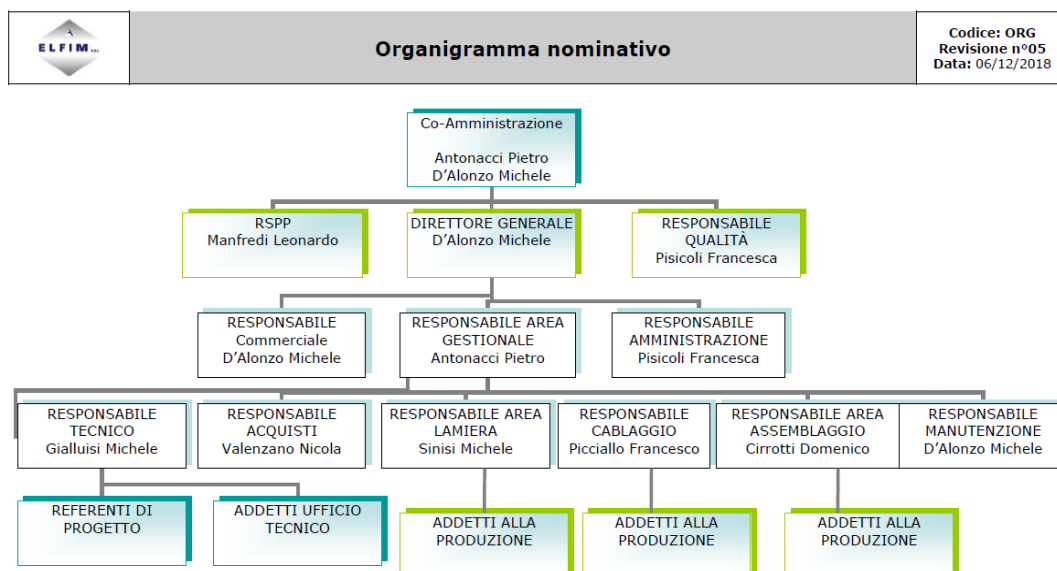 ELFIM SRL
Organigramma nominativo
Codice: ORG
Revisione n°05
Data: 06/12/2018
Co-Amministrazione
Antonacci Pietro
D'Alonzo Michele
RSPP
Manfredi Leonardo
DIRETTORE GENERALE
D'Alonzo Michele
RESPONSABILE
QUALITÀ
Pisicoli Francesca
RESPONSABILE
Commerciale
D'Alonzo Michele
RESPONSABILE AREA
GESTIONALE
Antonacci Pietro
RESPONSABILE
AMMINISTRAZIONE
Pisicoli Francesca
RESPONSABILE
TECNICO
Gialluisi Michele
RESPONSABILE
ACQUISTI
Valenzano Nicola
RESPONSABILE AREA
LAMIERA
Sinisi Michele
RESPONSABILE
CABLAGGIO
Picciallo Francesco
RESPONSABILE AREA
ASSEMBLAGGIO
Cirrotti Domenico
RESPONSABILE
MANUTENZIONE
D'Alonzo Michele
REFERENTI DI
PROGETTO
ADDETTI UFFICIO
TECNICO
ADDETTI ALLA
PRODUZIONE
ADDETTI ALLA
PRODUZIONE
ADDETTI ALLA
PRODUZIONE